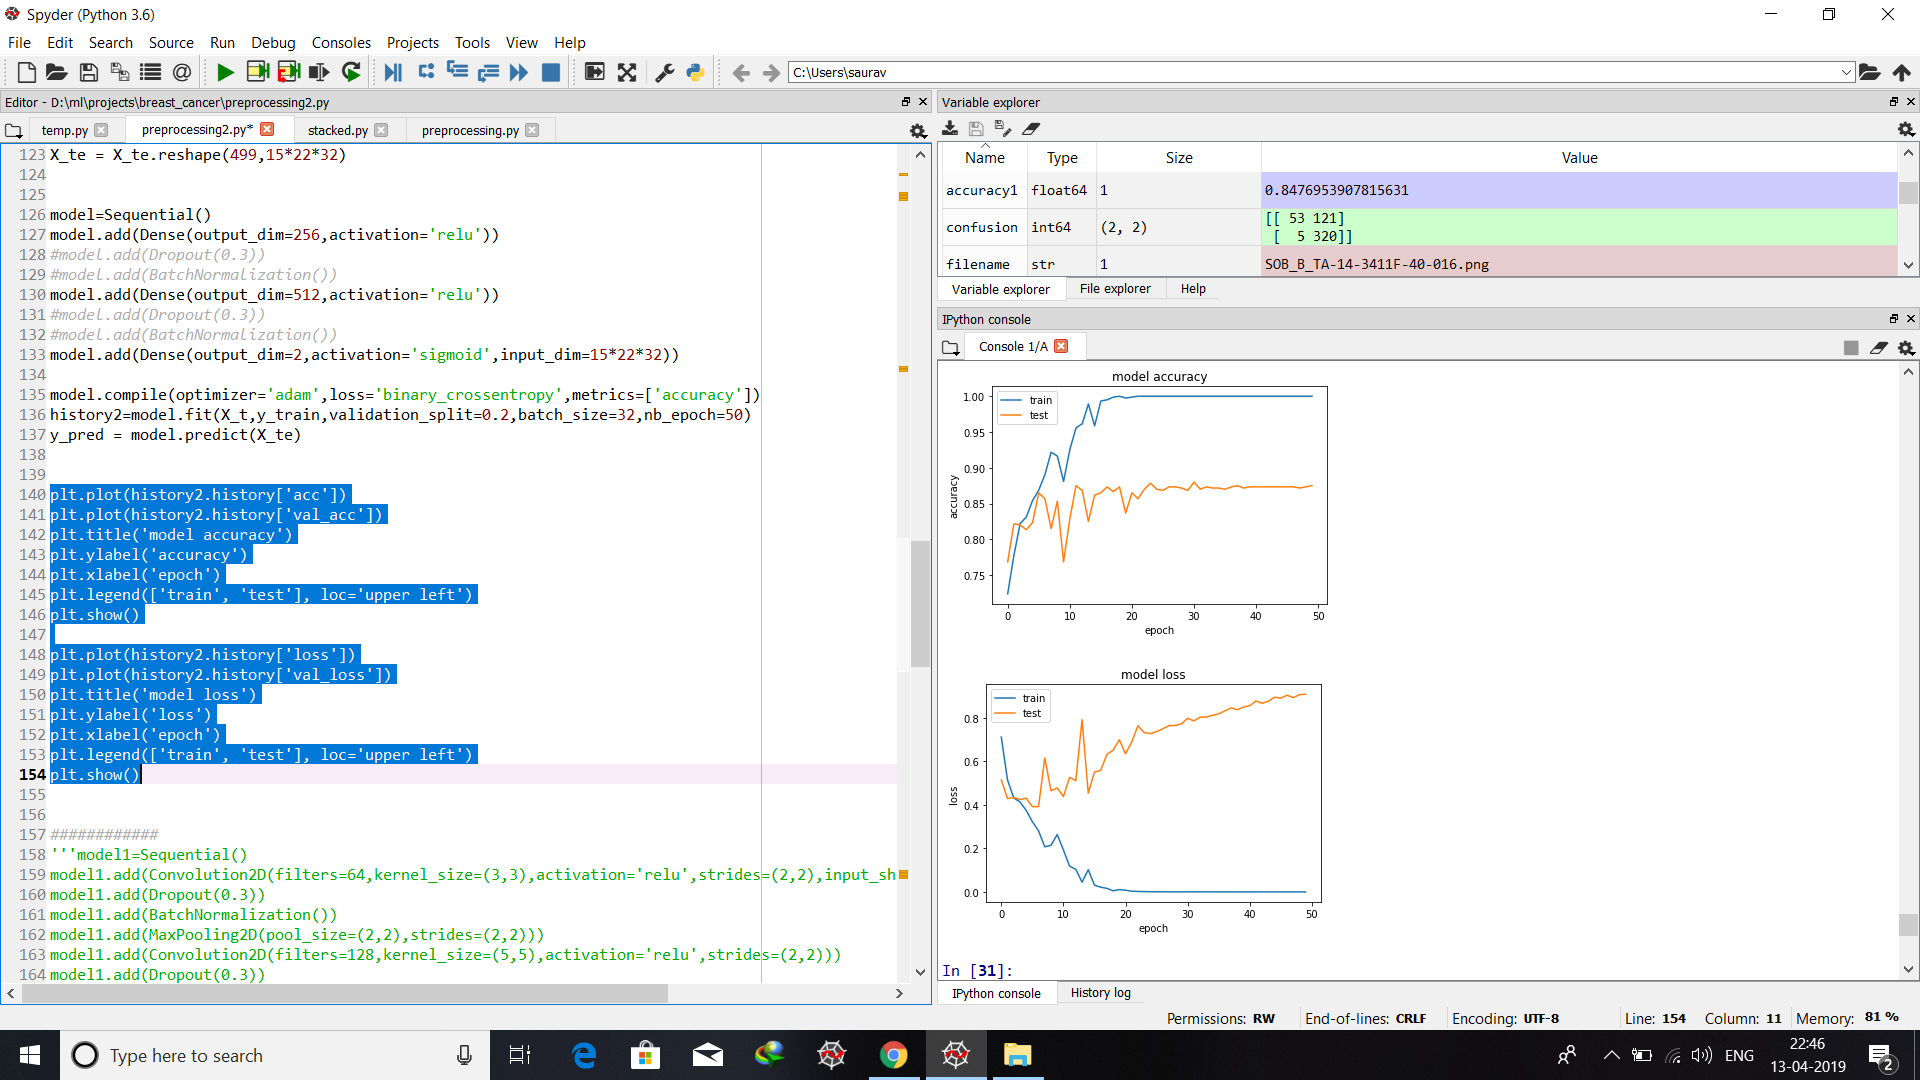 Spyder (Python 3.6)
File Edit Search Source Run Debug Consoles Projects Tools View Help
C:\Users\saurav
Editor - D:\ml\projects\breast_cancer\preprocessing2.py
temp.py preprocessing2.py* stacked.py preprocessing.py
123 X_te = X_te.reshape(499,15*22*32)
124
125
126 model=Sequential()
127 model.add(Dense(output_dim=256,activation='relu'))
128 #model.add(Dropout(0.3))
129 #model.add(BatchNormalization())
130 model.add(Dense(output_dim=512,activation='relu'))
131 #model.add(Dropout(0.3))
132 #model.add(BatchNormalization())
133 model.add(Dense(output_dim=2,activation='sigmoid',input_dim=15*22*32))
134
135 model.compile(optimizer='adam',loss='binary_crossentropy',metrics=['accuracy'])
136 history2=model.fit(X_t,y_train,validation_split=0.2,batch_size=32,nb_epoch=50)
137 y_pred = model.predict(X_te)
138
139
140 plt.plot(history2.history['acc'])
141 plt.plot(history2.history['val_acc'])
142 plt.title('model accuracy')
143 plt.ylabel('accuracy')
144 plt.xlabel('epoch')
145 plt.legend(['train', 'test'], loc='upper left')
146 plt.show()
147
148 plt.plot(history2.history['loss'])
149 plt.plot(history2.history['val_loss'])
150 plt.title('model loss')
151 plt.ylabel('loss')
152 plt.xlabel('epoch')
153 plt.legend(['train', 'test'], loc='upper left')
154 plt.show()
155
156
157 ############
158 '''model1=Sequential()
159 model1.add(Convolution2D(filters=64,kernel_size=(3,3),activation='relu',strides=(2,2),input_sh
160 model1.add(Dropout(0.3))
161 model1.add(BatchNormalization())
162 model1.add(MaxPooling2D(pool_size=(2,2),strides=(2,2)))
163 model1.add(Convolution2D(filters=128,kernel_size=(5,5),activation='relu',strides=(2,2)))
164 model1.add(Dropout(0.3))
Variable explorer
Name Type Size Value
accuracy1 float64 1 0.8476953907815631
confusion int64 (2, 2) [[ 53 121]
[ 5 320]]
filename str 1 SOB_B_TA-14-3411F-40-016.png
Variable explorer File explorer Help
IPython console
Console 1/A
model accuracy
train
test
1.00
0.95
0.90
0.85
0.80
0.75
accuracy
0 10 20 30 40 50
epoch
model loss
train
test
0.8
0.6
0.4
0.2
0.0
loss
0 10 20 30 40 50
epoch
In [31]:
IPython console History log
Permissions: RW End-of-lines: CRLF Encoding: UTF-8 Line: 154 Column: 11 Memory: 81 %
Type here to search
ENG
22:46
13-04-2019
2